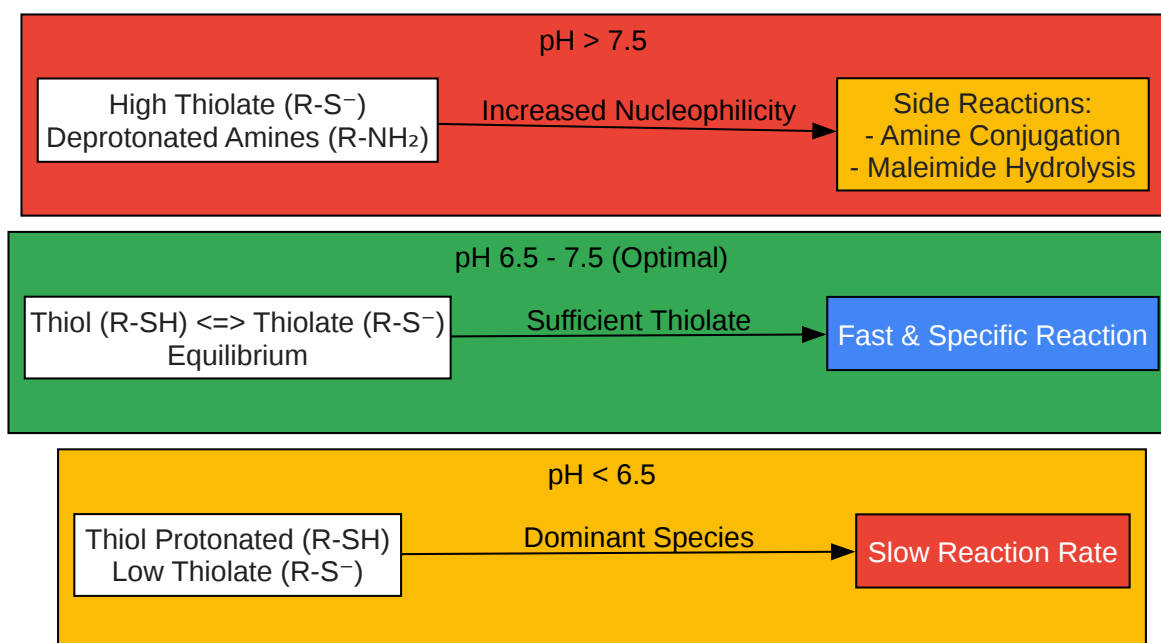 pH > 7.5
High Thiolate (R-S⁻)
Deprotonated Amines (R-NH₂)
Increased Nucleophilicity
Side Reactions:
- Amine Conjugation
- Maleimide Hydrolysis
pH 6.5 - 7.5 (Optimal)
Thiol (R-SH) <=> Thiolate (R-S⁻)
Equilibrium
Sufficient Thiolate
Fast & Specific Reaction
pH < 6.5
Thiol Protonated (R-SH)
Low Thiolate (R-S⁻)
Dominant Species
Slow Reaction Rate